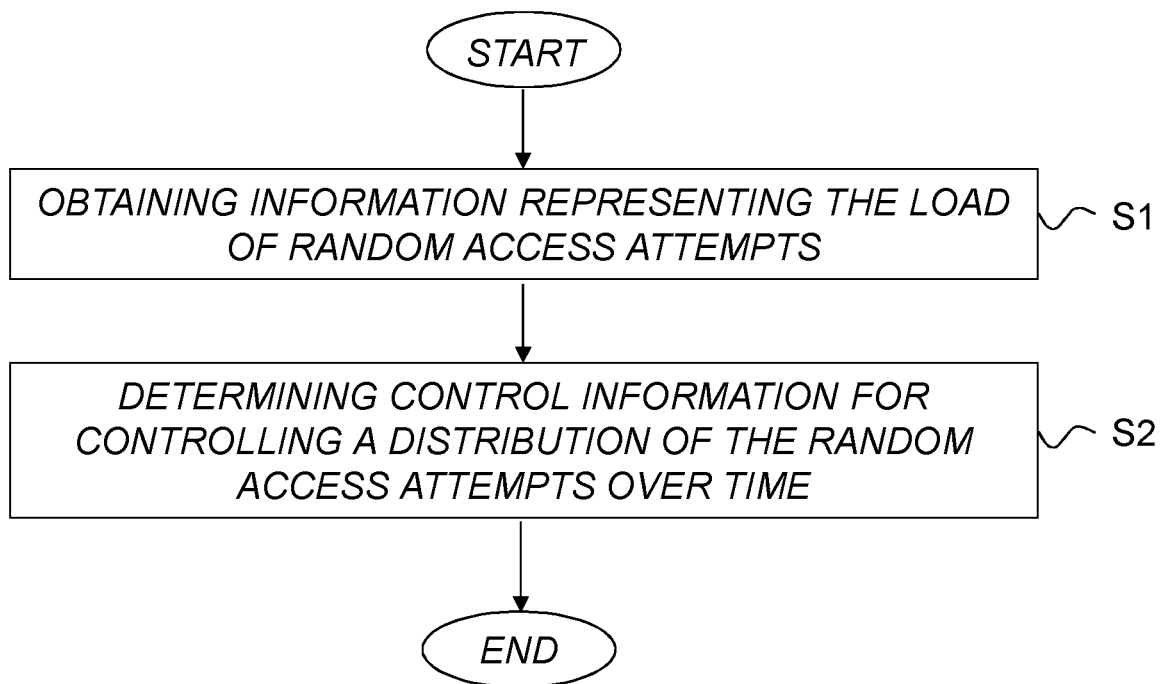 START
OBTAINING INFORMATION REPRESENTING THE LOAD
OF RANDOM ACCESS ATTEMPTS
S1
DETERMINING CONTROL INFORMATION FOR
CONTROLLING A DISTRIBUTION OF THE RANDOM
ACCESS ATTEMPTS OVER TIME
S2
END